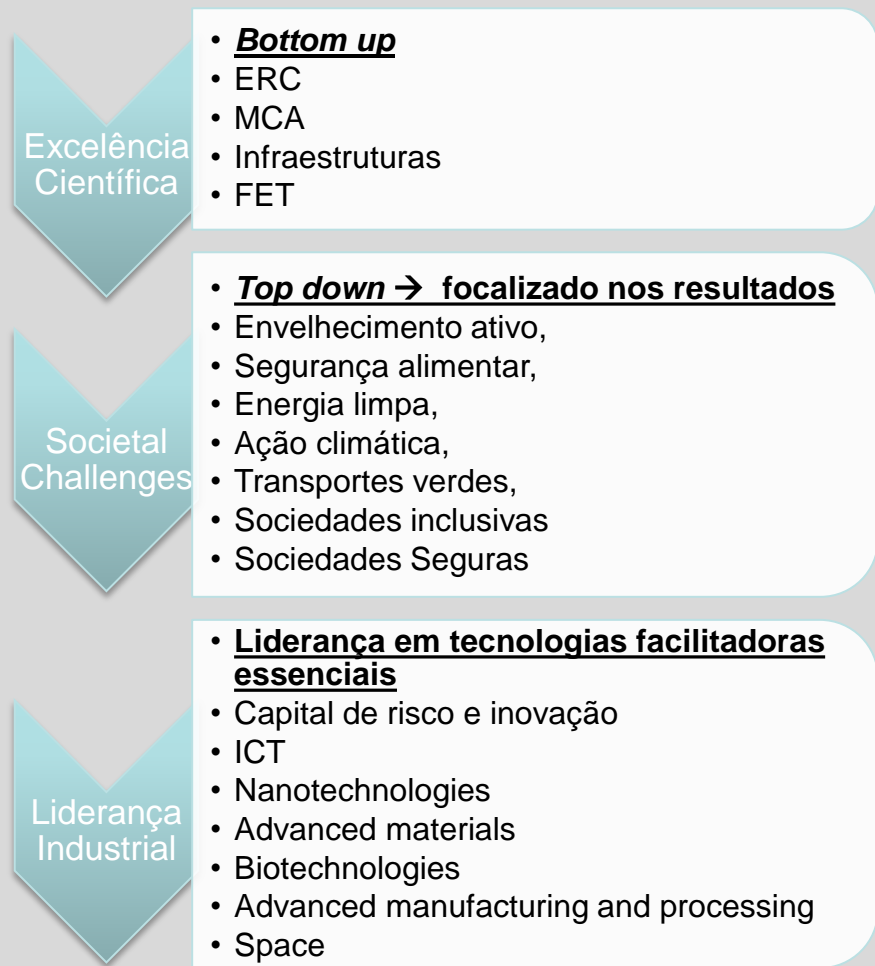 Excelência
Científica
• Bottom up
• ERC
• MCA
• Infraestruturas
• FET
Societal
Challenges
• Top down → focalizado nos resultados
• Envelhecimento ativo,
• Segurança alimentar,
• Energia limpa,
• Ação climática,
• Transportes verdes,
• Sociedades inclusivas
• Sociedades Seguras
Liderança
Industrial
• Liderança em tecnologias facilitadoras
essenciais
• Capital de risco e inovação
• ICT
• Nanotechnologies
• Advanced materials
• Biotechnologies
• Advanced manufacturing and processing
• Space